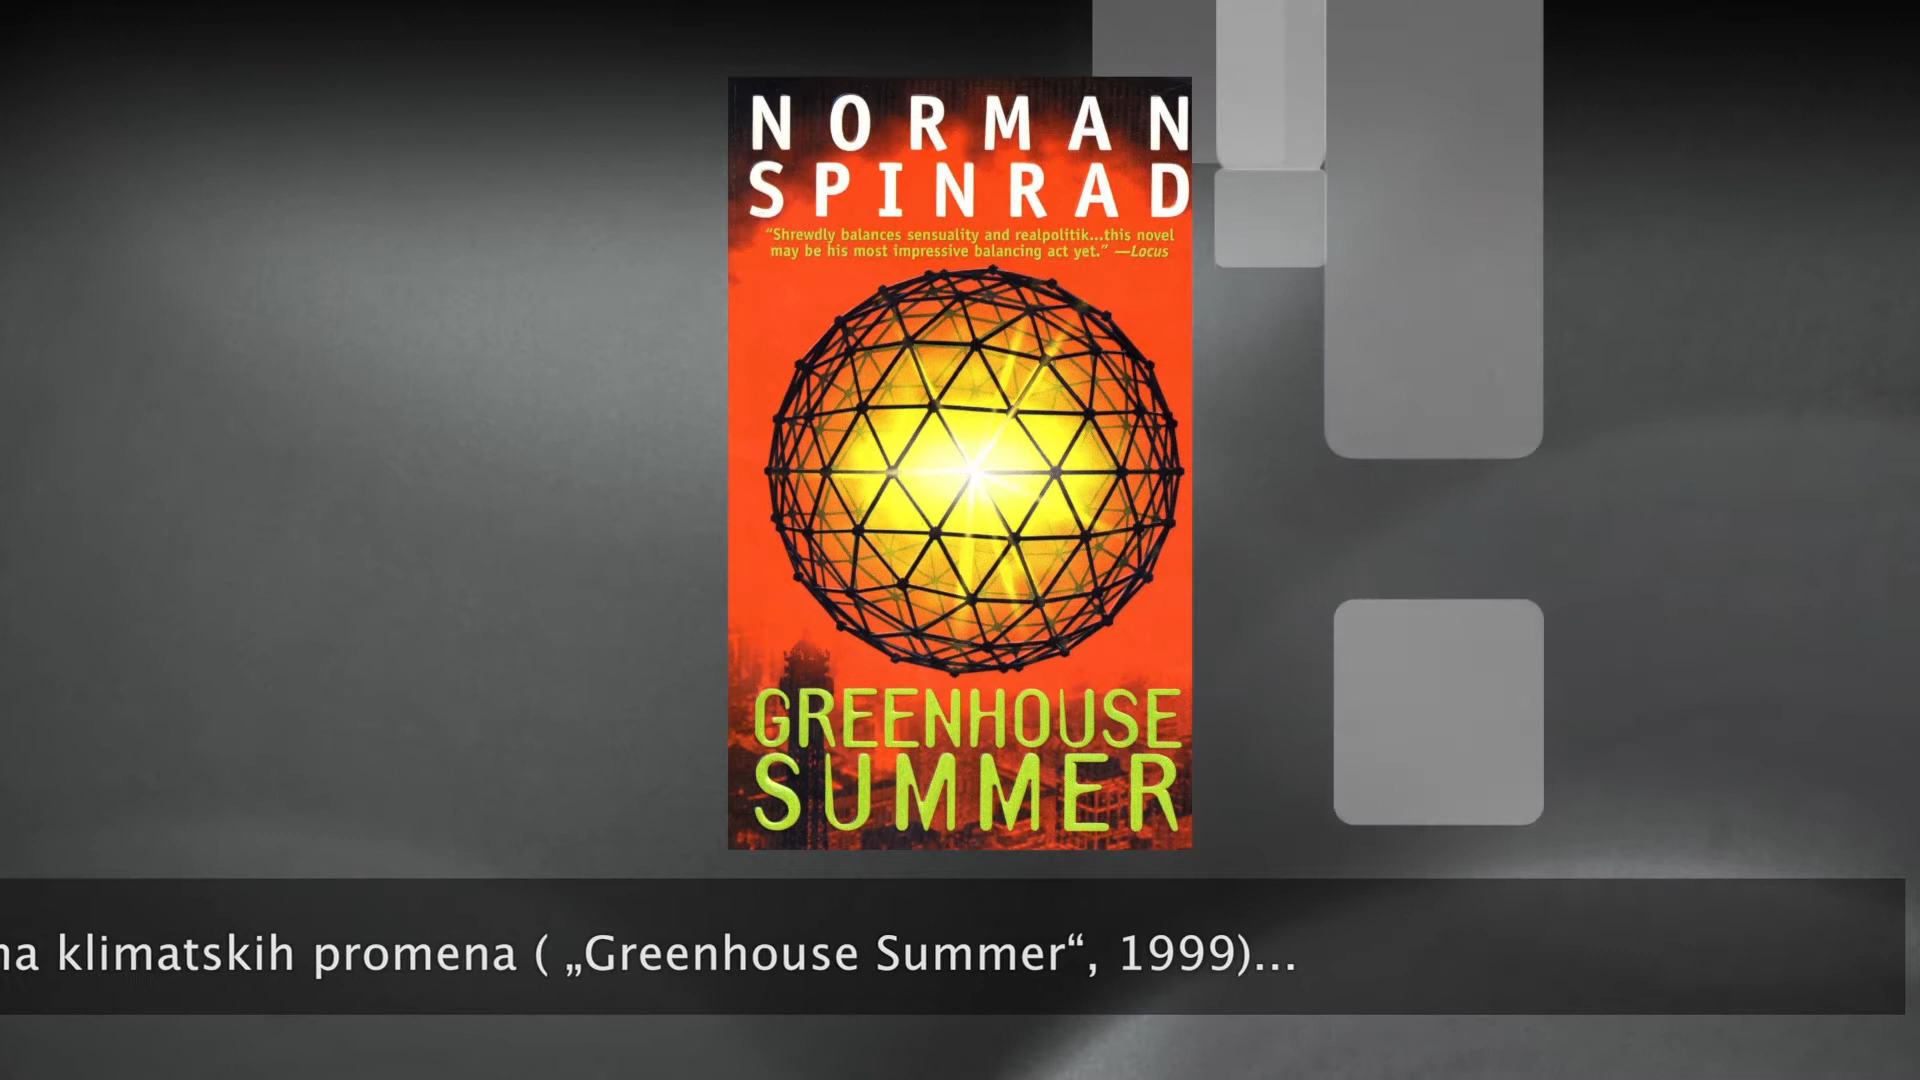 NORMAN
SPINRAD
“Shrewdly balances sensuality and realpolitik...this novel
may be his most impressive balancing act yet.” —Locus
GREENHOUSE
SUMMER
klimatskih promena ( „Greenhouse Summer“, 1999)...